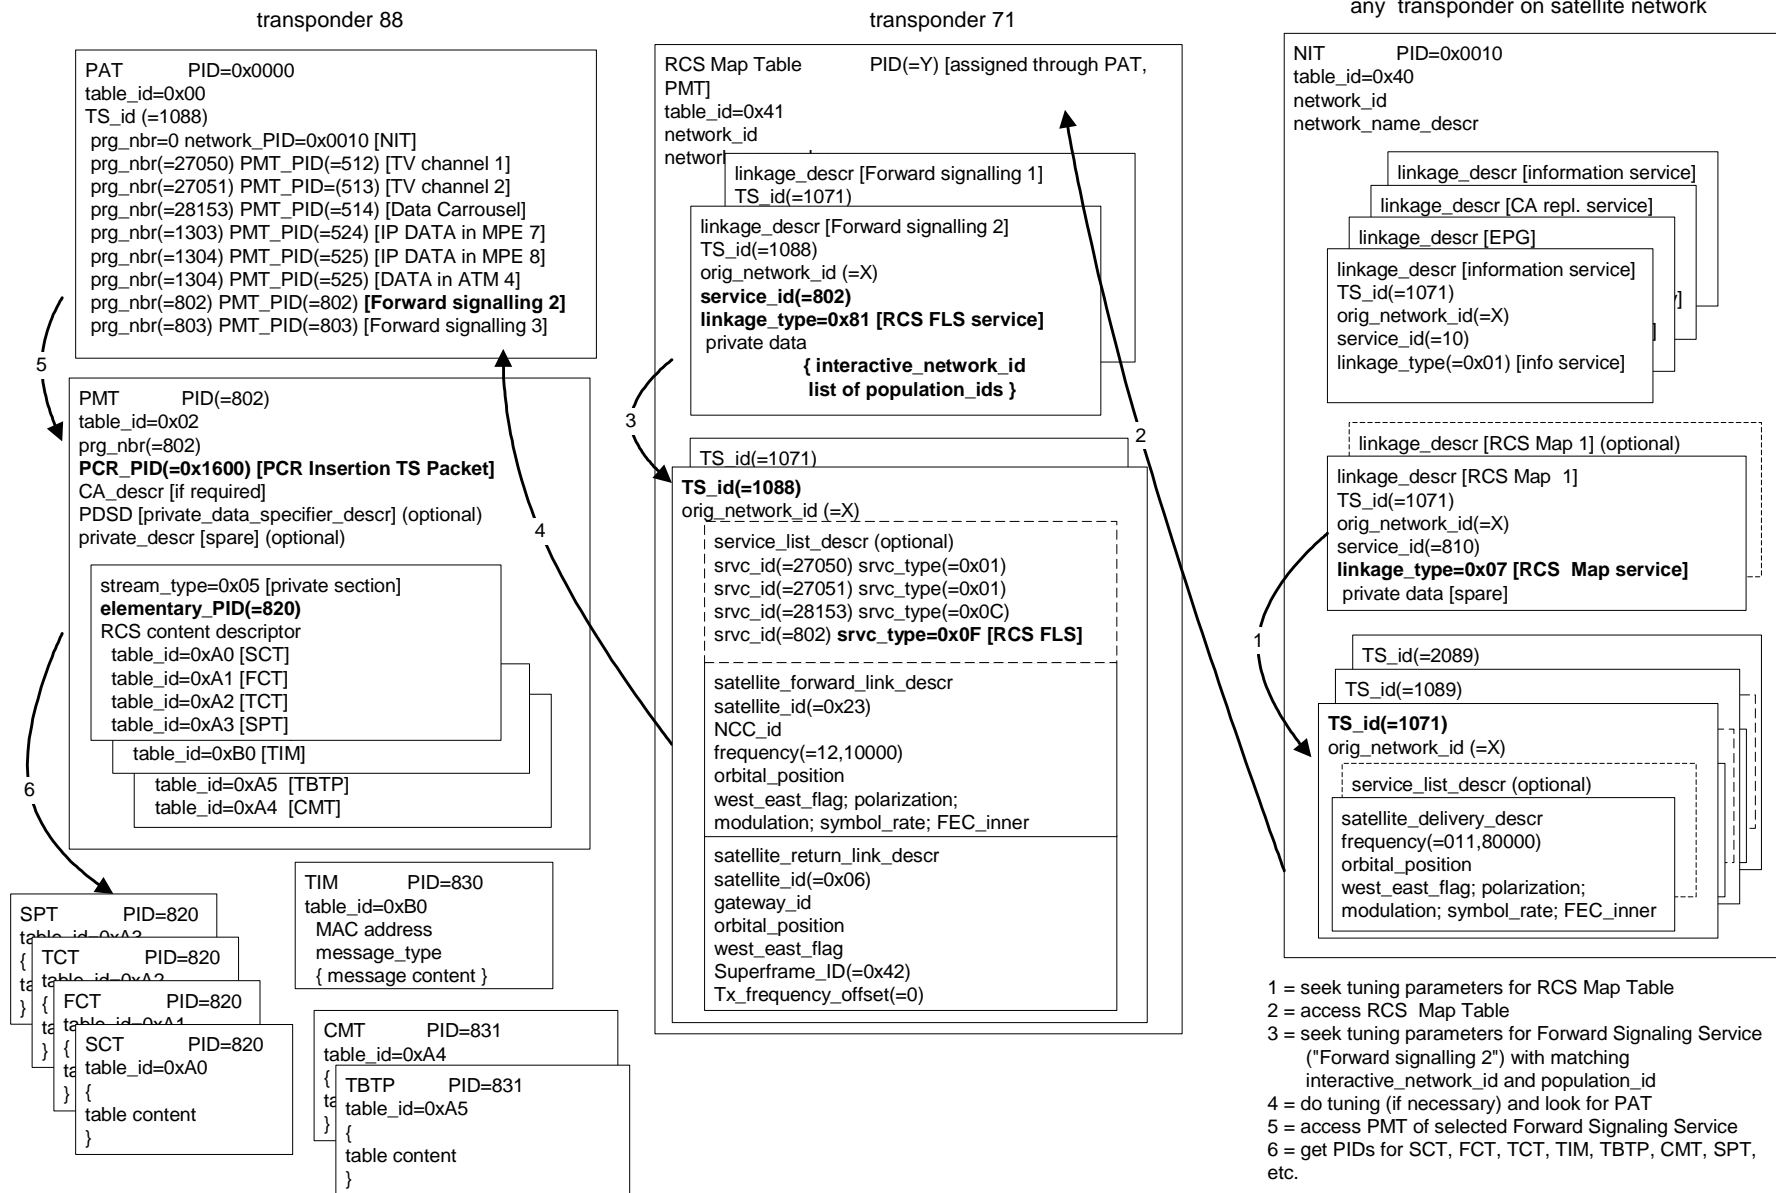 transponder 88
PAT PID=0x0000
table_id=0x00
TS_id (=1088)
prg_nbr=0 network_PID=0x0010 [NIT]
prg_nbr(=27050) PMT_PID(=512) [TV channel 1]
prg_nbr(=27051) PMT_PID=(513) [TV channel 2]
prg_nbr(=28153) PMT_PID(=514) [Data Carrousel]
prg_nbr(=1303) PMT_PID(=524) [IP DATA in MPE 7]
prg_nbr(=1304) PMT_PID(=525) [IP DATA in MPE 8]
prg_nbr(=1304) PMT_PID(=525) [DATA in ATM 4]
prg_nbr(=802) PMT_PID(=802) [Forward signalling 2]
prg_nbr(=803) PMT_PID(=803) [Forward signalling 3]
5
PMT PID(=802)
table_id=0x02
prg_nbr(=802)
PCR_PID(=0x1600) [PCR Insertion TS Packet]
CA_descr [if required]
PDSD [private_data_specifier_descr] (optional)
private_descr [spare] (optional)
stream_type=0x05 [private section]
elementary_PID(=820)
RCS content descriptor
table_id=0xA0 [SCT]
table_id=0xA1 [FCT]
table_id=0xA2 [TCT]
table_id=0xA3 [SPT]
table_id=0xB0 [TIM]
table_id=0xA5 [TBTP]
table_id=0xA4 [CMT]
6
SPT PID=820
table_id=0xA3
{
ta
}
TCT PID=820
table_id=0xA2
{
ta
}
FCT PID=820
table_id=0xA1
{
ta
}
SCT PID=820
table_id=0xA0
{
table content
}
TIM PID=830
table_id=0xB0
MAC address
message_type
{ message content }
CMT PID=831
table_id=0xA4
{
ta
}
TBTP PID=831
table_id=0xA5
{
table content
}
transponder 71
RCS Map Table PID(=Y) [assigned through PAT,
PMT]
table_id=0x41
network_id
networ
linkage_descr [Forward signalling 1]
TS_id(=1071)
linkage_descr [Forward signalling 2]
TS_id(=1088)
orig_network_id (=X)
service_id(=802)
linkage_type=0x81 [RCS FLS service]
private data
{ interactive_network_id
list of population_ids }
3
2
4
TS_id(=1071)
TS_id(=1088)
orig_network_id (=X)
service_list_descr (optional)
srvc_id(=27050) srvc_type(=0x01)
srvc_id(=27051) srvc_type(=0x01)
srvc_id(=28153) srvc_type(=0x0C)
srvc_id(=802) srvc_type=0x0F [RCS FLS]
satellite_forward_link_descr
satellite_id(=0x23)
NCC_id
frequency(=12,10000)
orbital_position
west_east_flag; polarization;
modulation; symbol_rate; FEC_inner
satellite_return_link_descr
satellite_id(=0x06)
gateway_id
orbital_position
west_east_flag
Superframe_ID(=0x42)
Tx_frequency_offset(=0)
any transponder on satellite network
NIT PID=0x0010
table_id=0x40
network_id
network_name_descr
linkage_descr [information service]
linkage_descr [CA repl. service]
linkage_descr [EPG]
linkage_descr [information service]
TS_id(=1071)
orig_network_id(=X)
service_id(=10)
linkage_type(=0x01) [info service]
]
]
linkage_descr [RCS Map 1] (optional)
linkage_descr [RCS Map 1]
TS_id(=1071)
orig_network_id(=X)
service_id(=810)
linkage_type=0x07 [RCS Map service]
private data [spare]
1
TS_id(=2089)
TS_id(=1089)
TS_id(=1071)
orig_network_id (=X)
service_list_descr (optional)
satellite_delivery_descr
frequency(=011,80000)
orbital_position
west_east_flag; polarization;
modulation; symbol_rate; FEC_inner
1 = seek tuning parameters for RCS Map Table
2 = access RCS Map Table
3 = seek tuning parameters for Forward Signaling Service
("Forward signalling 2") with matching
interactive_network_id and population_id
4 = do tuning (if necessary) and look for PAT
5 = access PMT of selected Forward Signaling Service
6 = get PIDs for SCT, FCT, TCT, TIM, TBTP, CMT, SPT,
etc.